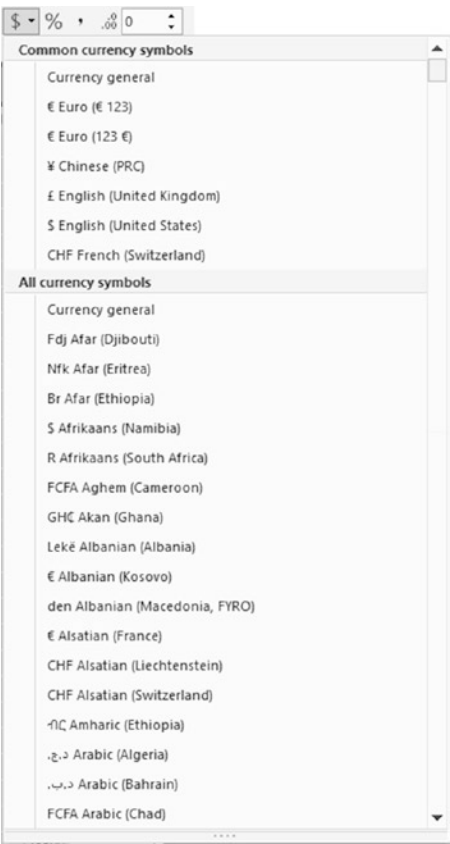 $ % , .00 0
Common currency symbols
Currency general
€ Euro (€ 123)
€ Euro (123 €)
¥ Chinese (PRC)
£ English (United Kingdom)
$ English (United States)
CHF French (Switzerland)
All currency symbols
Currency general
Fdj Afar (Djibouti)
Nfk Afar (Eritrea)
Br Afar (Ethiopia)
$ Afrikaans (Namibia)
R Afrikaans (South Africa)
FCFA Aghem (Cameroon)
GH₵ Akan (Ghana)
Lekë Albanian (Albania)
€ Albanian (Kosovo)
den Albanian (Macedonia, FYRO)
€ Alsatian (France)
CHF Alsatian (Liechtenstein)
CHF Alsatian (Switzerland)
ብር Amharic (Ethiopia)
د.ج.‏ Arabic (Algeria)
د.ب.‏ Arabic (Bahrain)
FCFA Arabic (Chad)